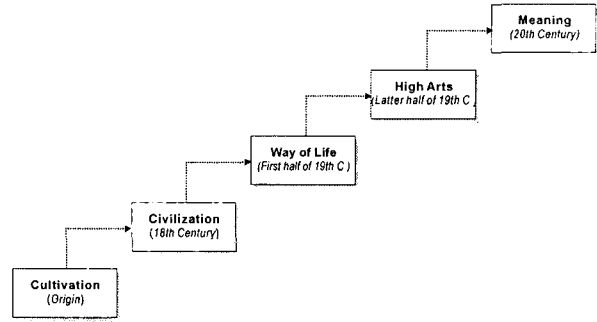 Meaning
(20th Century)
High Arts
(Latter half of 19th C )
Way of Life
(First half of 19th C )
Civilization
(18th Century)
Cultivation
(Origin)